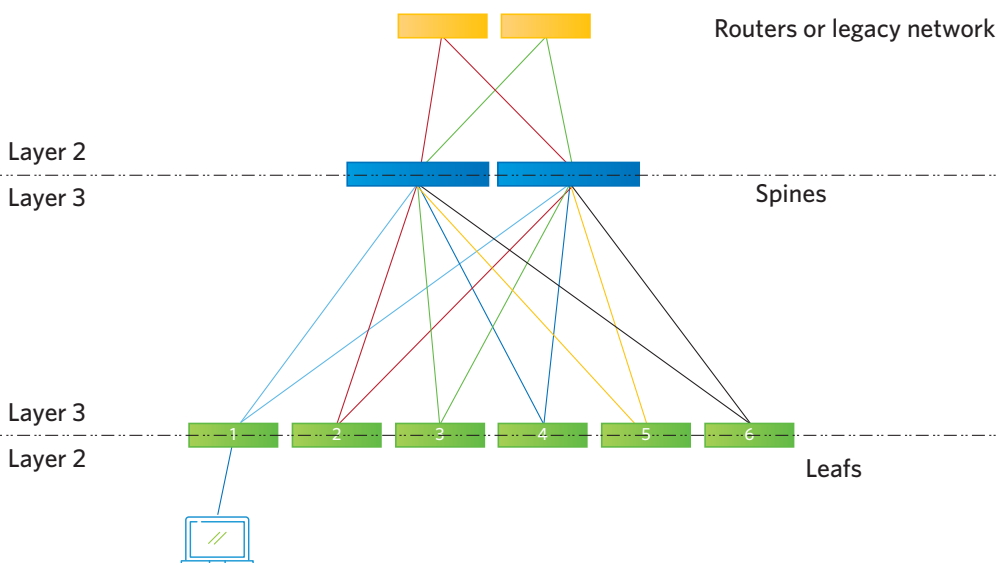 Routers or legacy network
Layer 2
Layer 3
Spines
Layer 3
1 2 3 4 5 6
Layer 2
Leafs